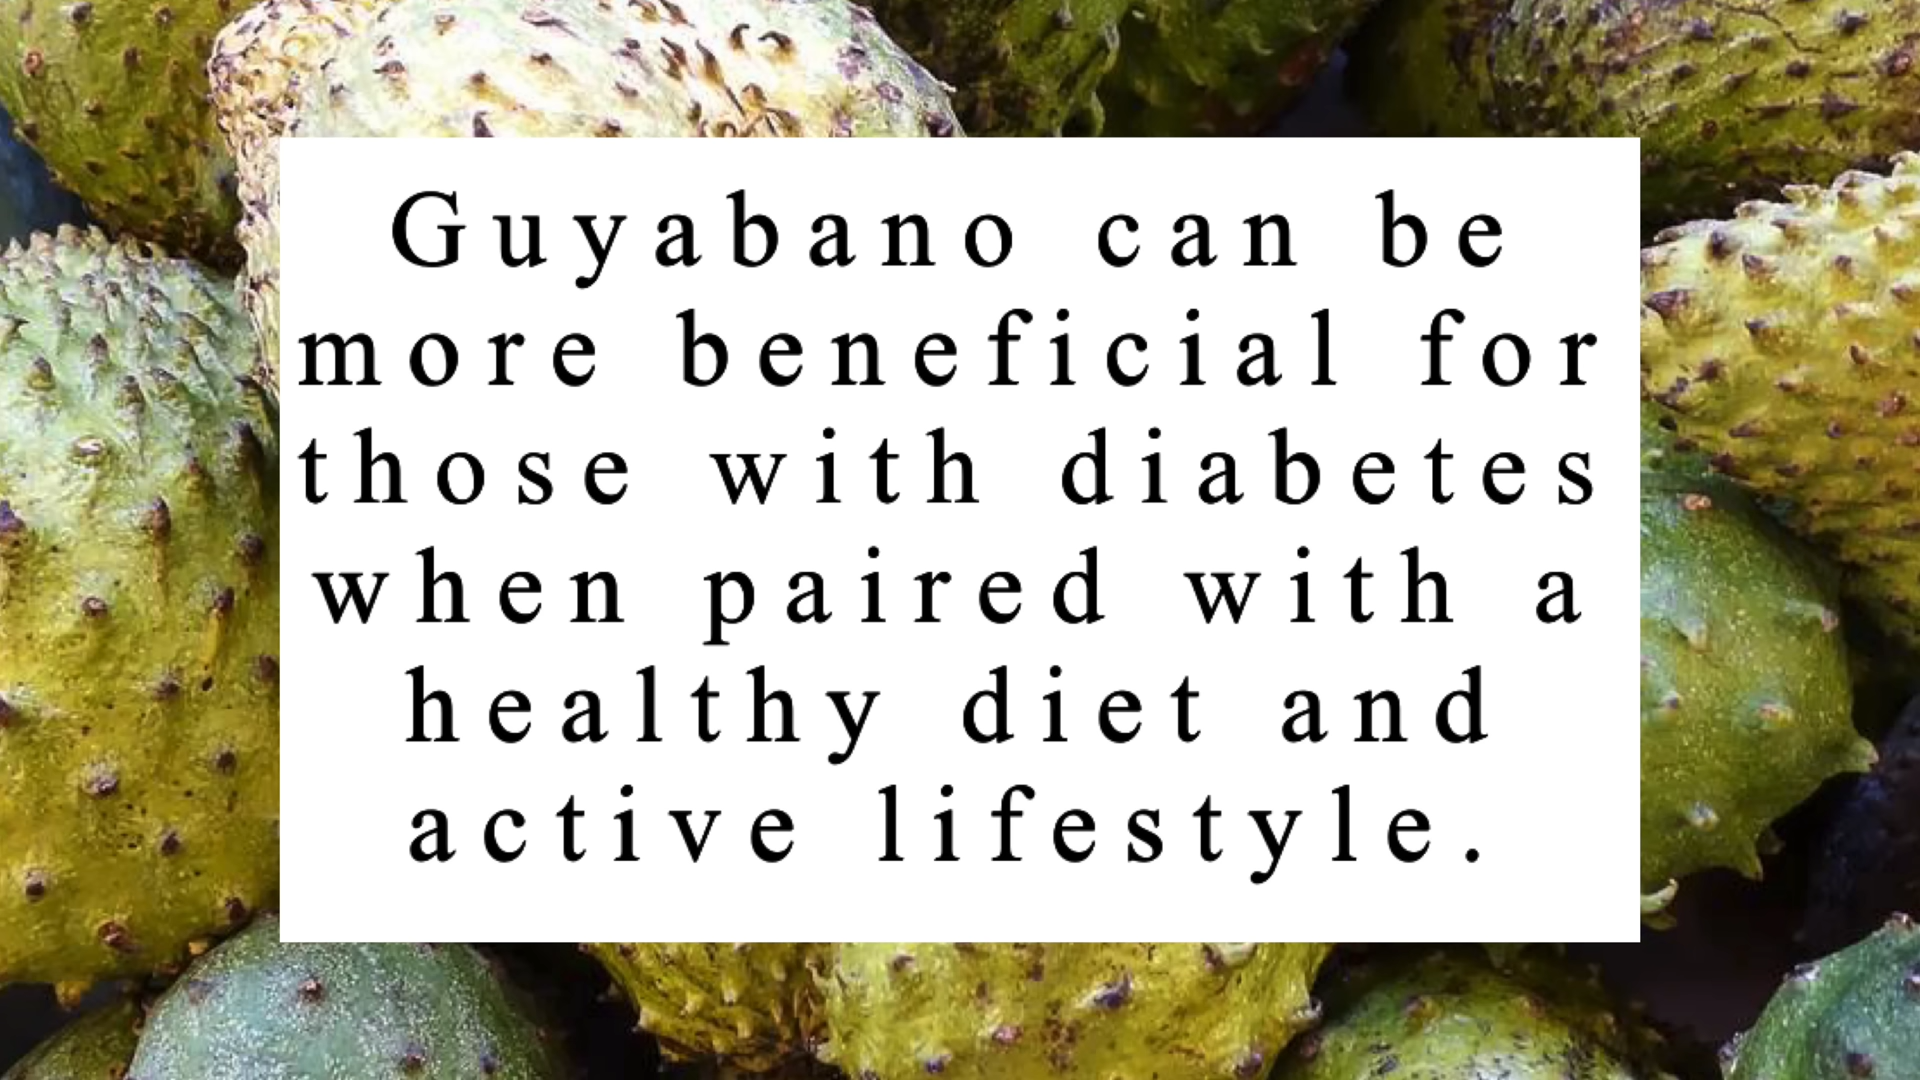 Guyabano can be
more beneficial for
those with diabetes
when paired with a
healthy diet and
active lifestyle.